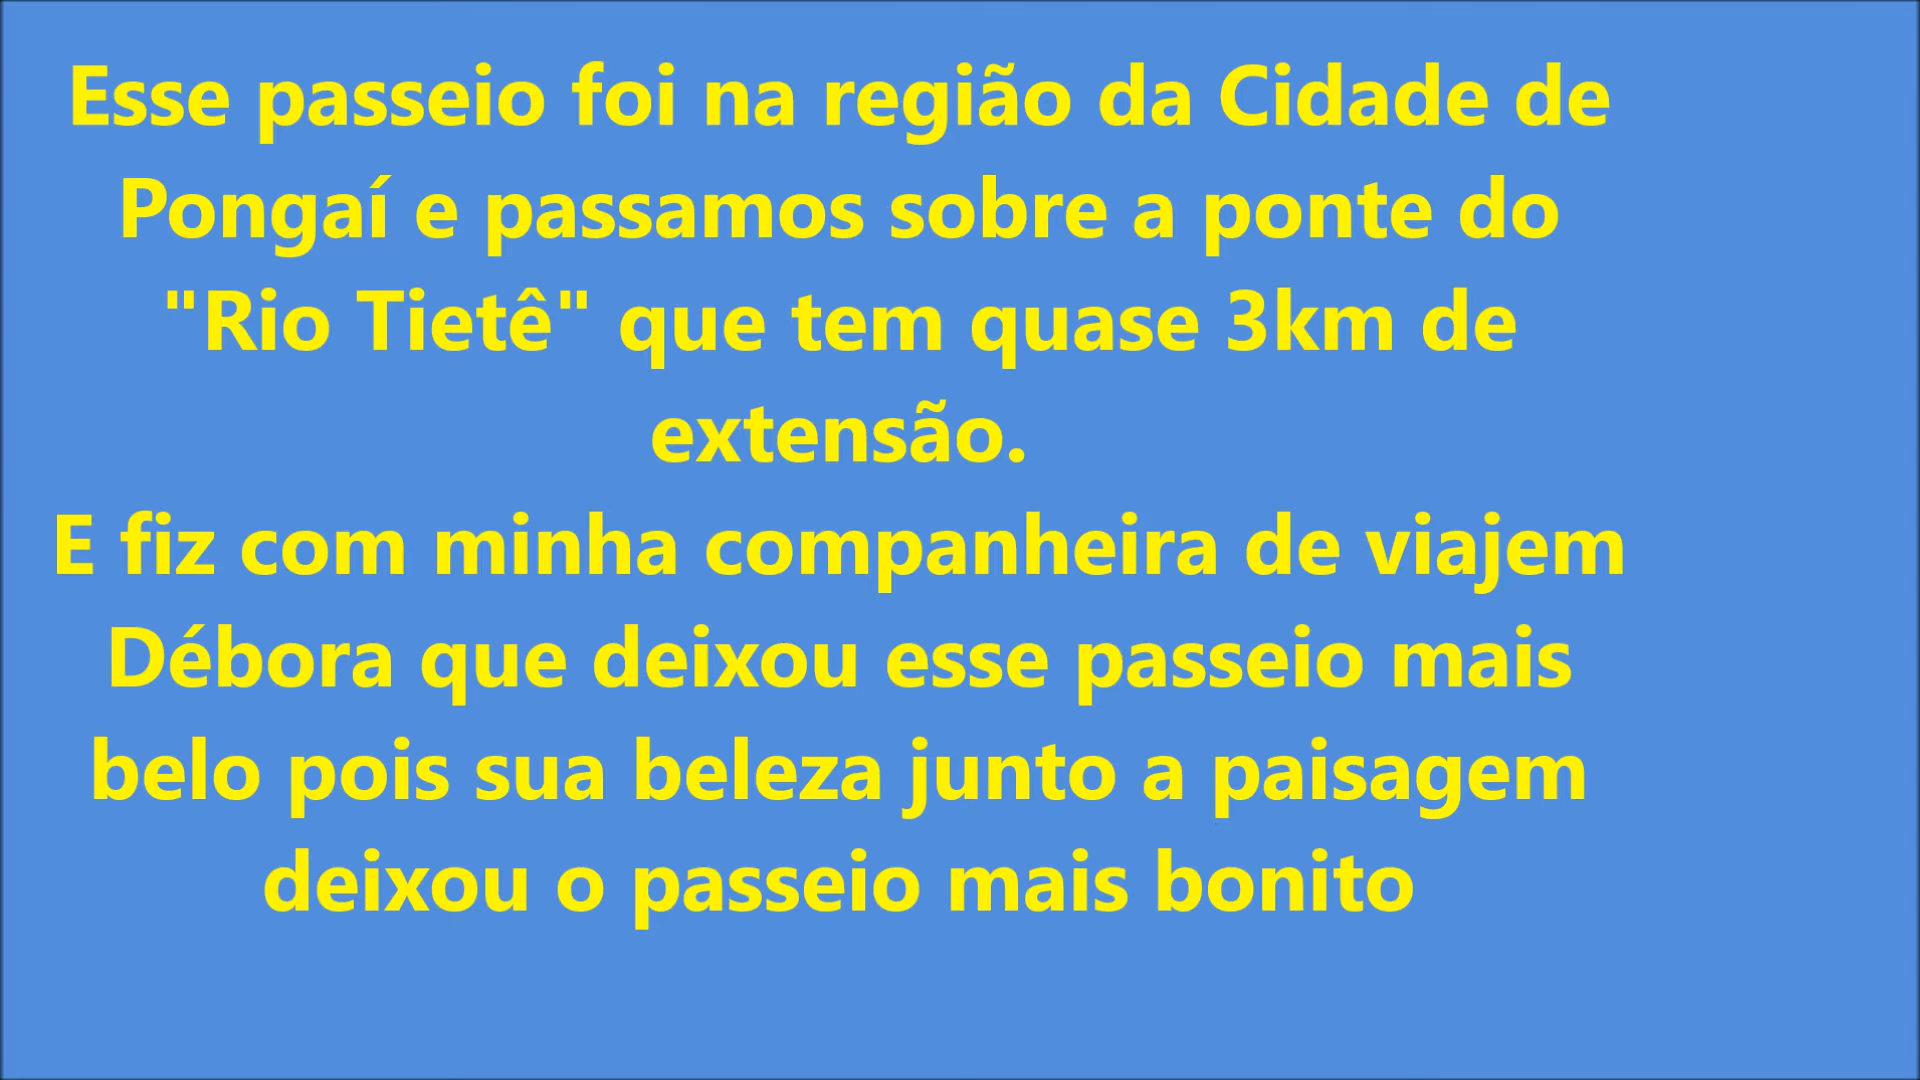 Esse passeio foi na região da Cidade de
Pongaí e passamos sobre a ponte do
"Rio Tietê" que tem quase 3km de
extensão.
E fiz com minha companheira de viajem
Débora que deixou esse passeio mais
belo pois sua beleza junto a paisagem
deixou o passeio mais bonito